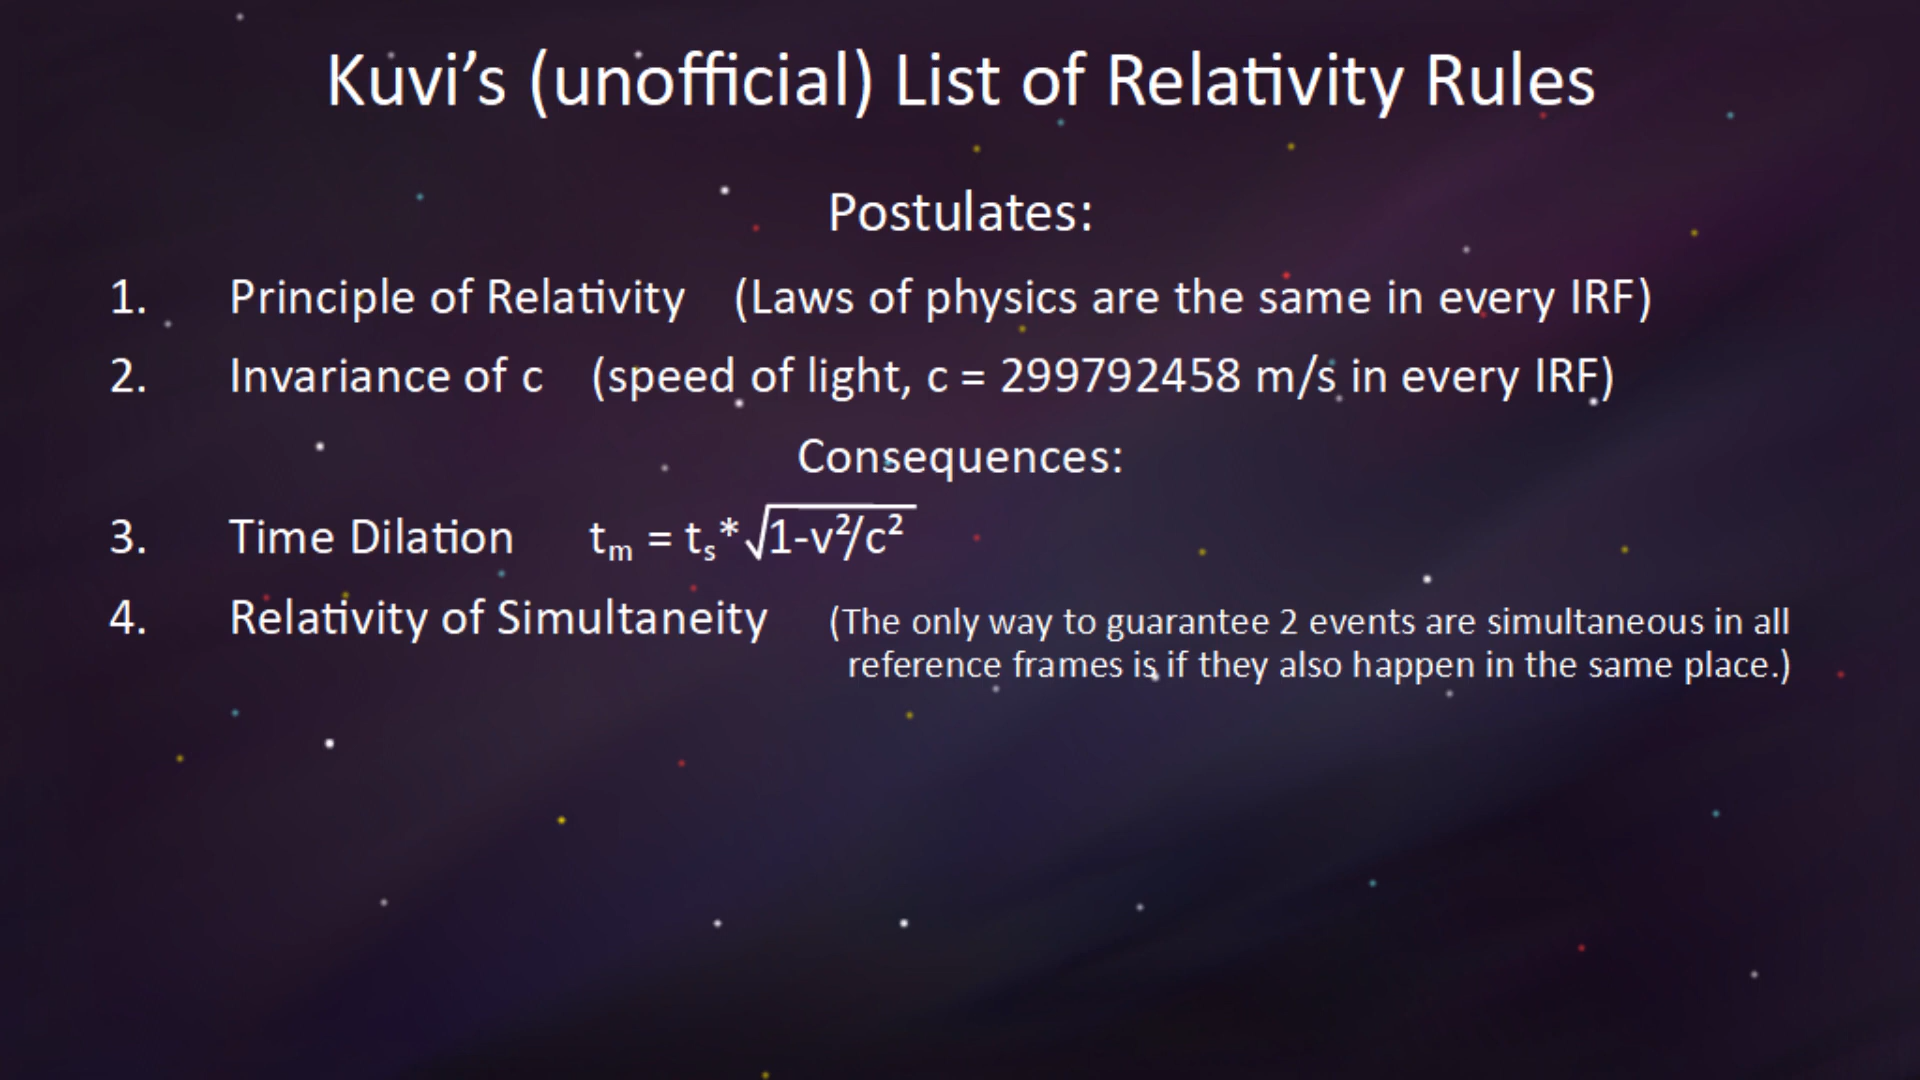 Kuvi’s (unofficial) List of Relativity Rules
Postulates:
1. Principle of Relativity (Laws of physics are the same in every IRF)
2. Invariance of c (speed of light, c = 299792458 m/s in every IRF)
Consequences:
3. Time Dilation tₘ = tₛ*√1-v²/c²
4. Relativity of Simultaneity (The only way to guarantee 2 events are simultaneous in all
reference frames is if they also happen in the same place.)